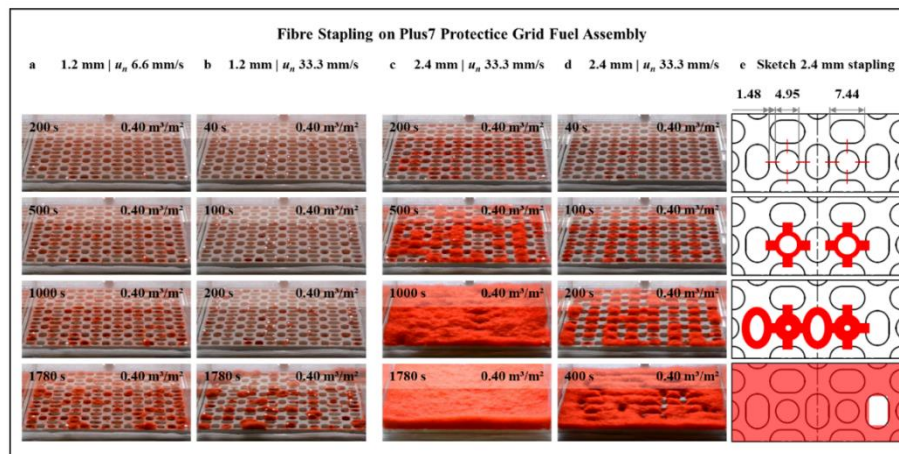 Fibre Stapling on Plus7 Protectice Grid Fuel Assembly
a 1.2 mm | uₙ 6.6 mm/s b 1.2 mm | uₙ 33.3 mm/s c 2.4 mm | uₙ 33.3 mm/s d 2.4 mm | uₙ 33.3 mm/s e Sketch 2.4 mm stapling
1.48 4.95 7.44
200 s 0.40 m³/m² 40 s 0.40 m³/m² 200 s 0.40 m³/m² 40 s 0.40 m³/m²
500 s 0.40 m³/m² 100 s 0.40 m³/m² 500 s 0.40 m³/m² 100 s 0.40 m³/m²
1000 s 0.40 m³/m² 200 s 0.40 m³/m² 1000 s 0.40 m³/m² 200 s 0.40 m³/m²
1780 s 0.40 m³/m² 1780 s 0.40 m³/m² 1780 s 0.40 m³/m² 400 s 0.40 m³/m²